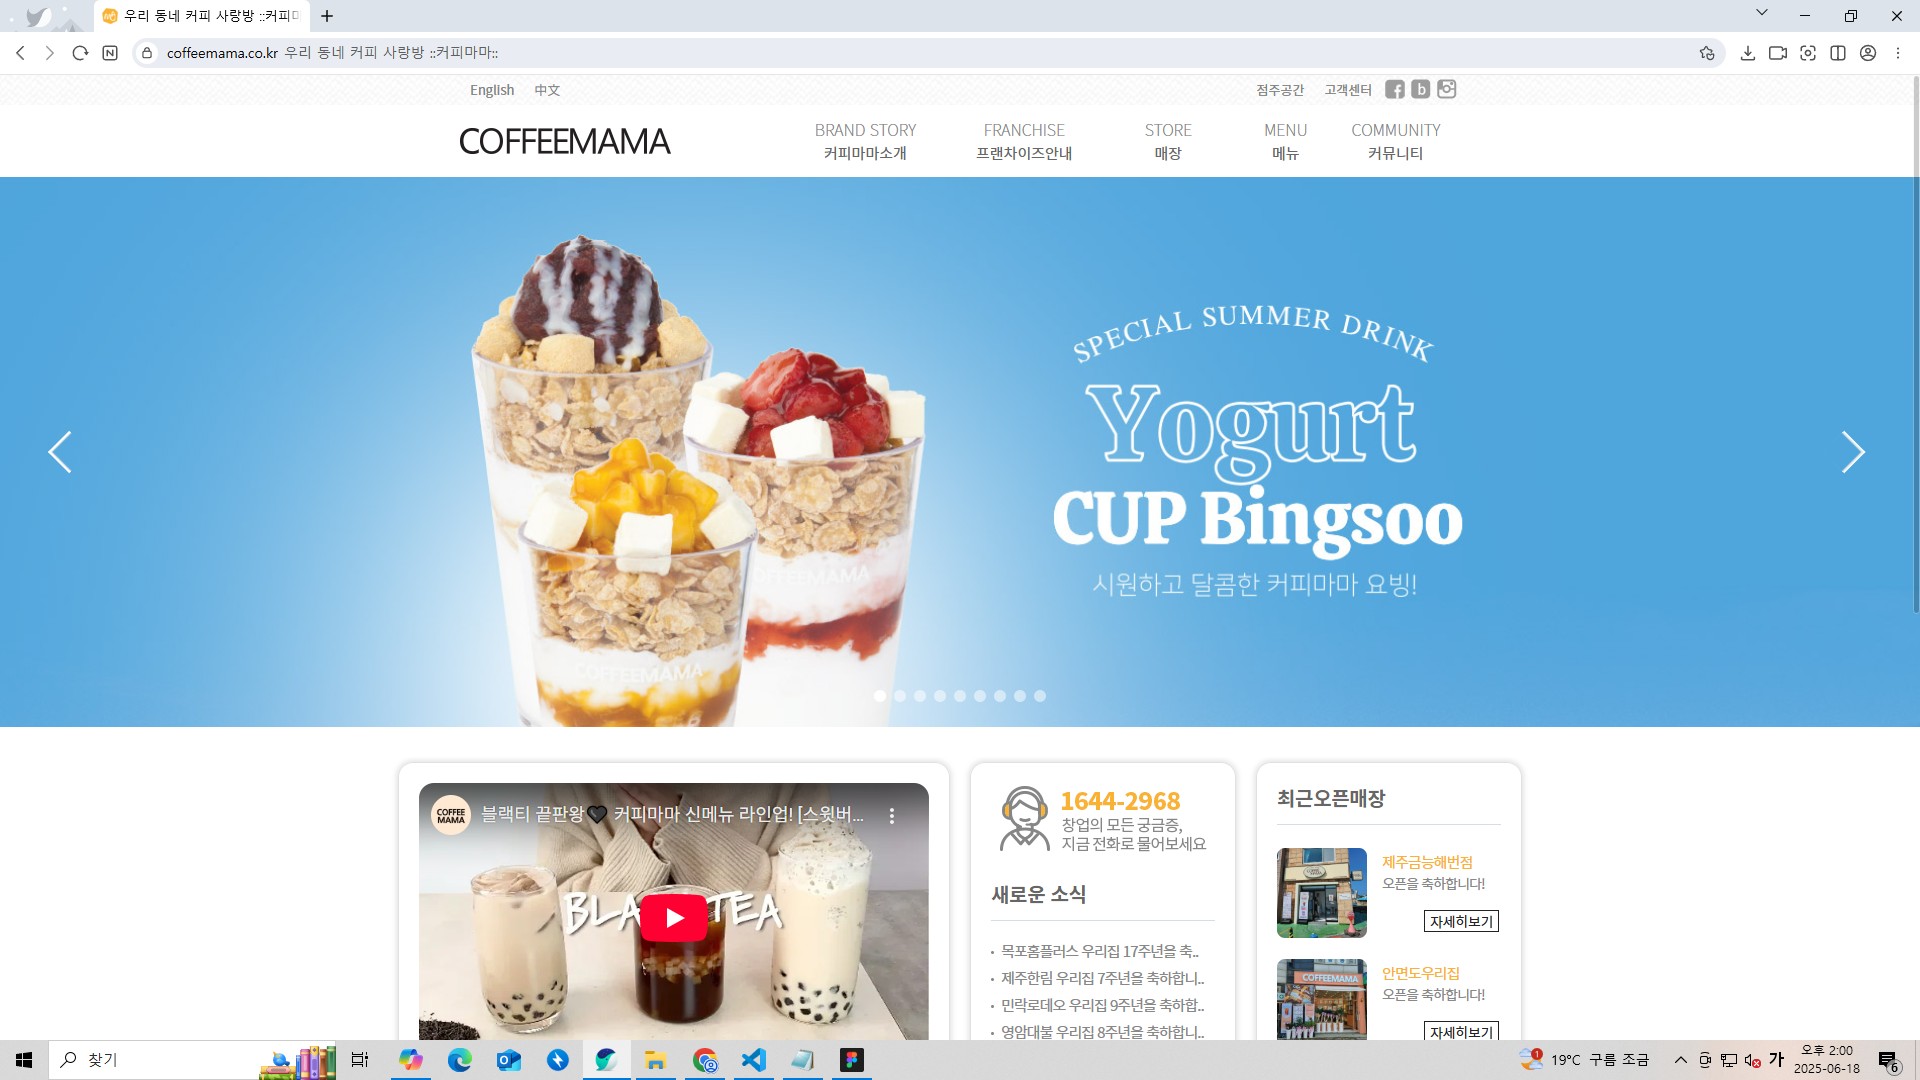 우리 동네 커피 사랑방 ::커피마
coffeemama.co.kr 우리 동네 커피 사랑방 ::커피마마::
English 中文 점주공간 고객센터
COFFEEMAMA
BRAND STORY FRANCHISE STORE MENU COMMUNITY
커피마마소개 프랜차이즈안내 매장 메뉴 커뮤니티
SPECIAL SUMMER DRINK
Yogurt
CUP Bingsoo
시원하고 달콤한 커피마마 요빙!
COFFEEMAMA
COFFEEMAMA
COFFEE MAMA
블랙티 끝판왕🖤 커피마마 신메뉴 라인업! [스윗버...
1644-2968
창업의 모든 궁금증,
지금 전화로 물어보세요
새로운 소식
· 목포홈플러스 우리집 17주년을 축..
· 제주한림 우리집 7주년을 축하합니..
· 민락로데오 우리집 9주년을 축하합..
· 영암대불 우리집 8주년을 축하합니..
최근오픈매장
제주금능해변점
오픈을 축하합니다!
자세히보기
COFFEEMAMA
안면도우리집
오픈을 축하합니다!
자세히보기
찾기
1
19°C 구름 조금
가
오후 2:00
2025-06-18
6